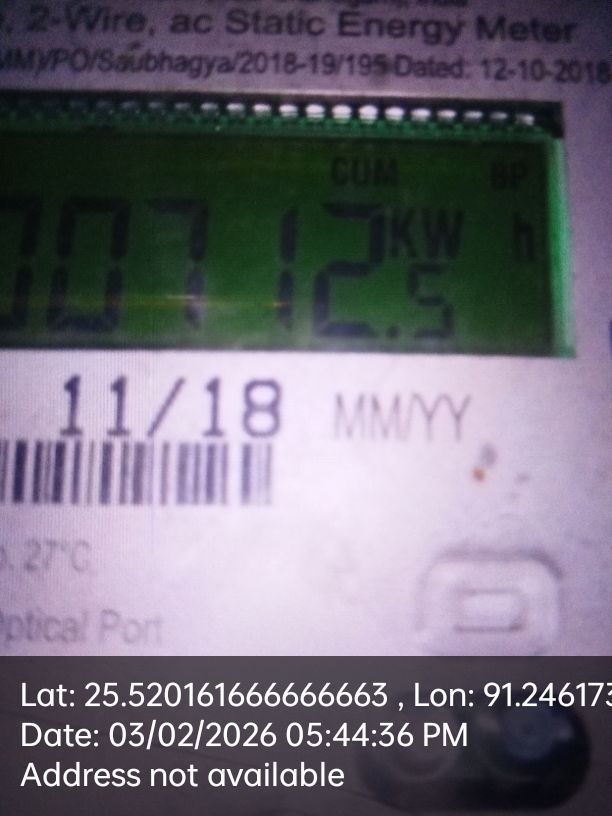 , 2-Wire, ac Static Energy Meter
MM)/PO/Saubhagya/2018-19/195 Dated: 12-10-2018
CUM BP
00712.5 KW h
11/18 MM/YY
27°C
Optical Port
Lat: 25.520161666666663 , Lon: 91.246173
Date: 03/02/2026 05:44:36 PM
Address not available